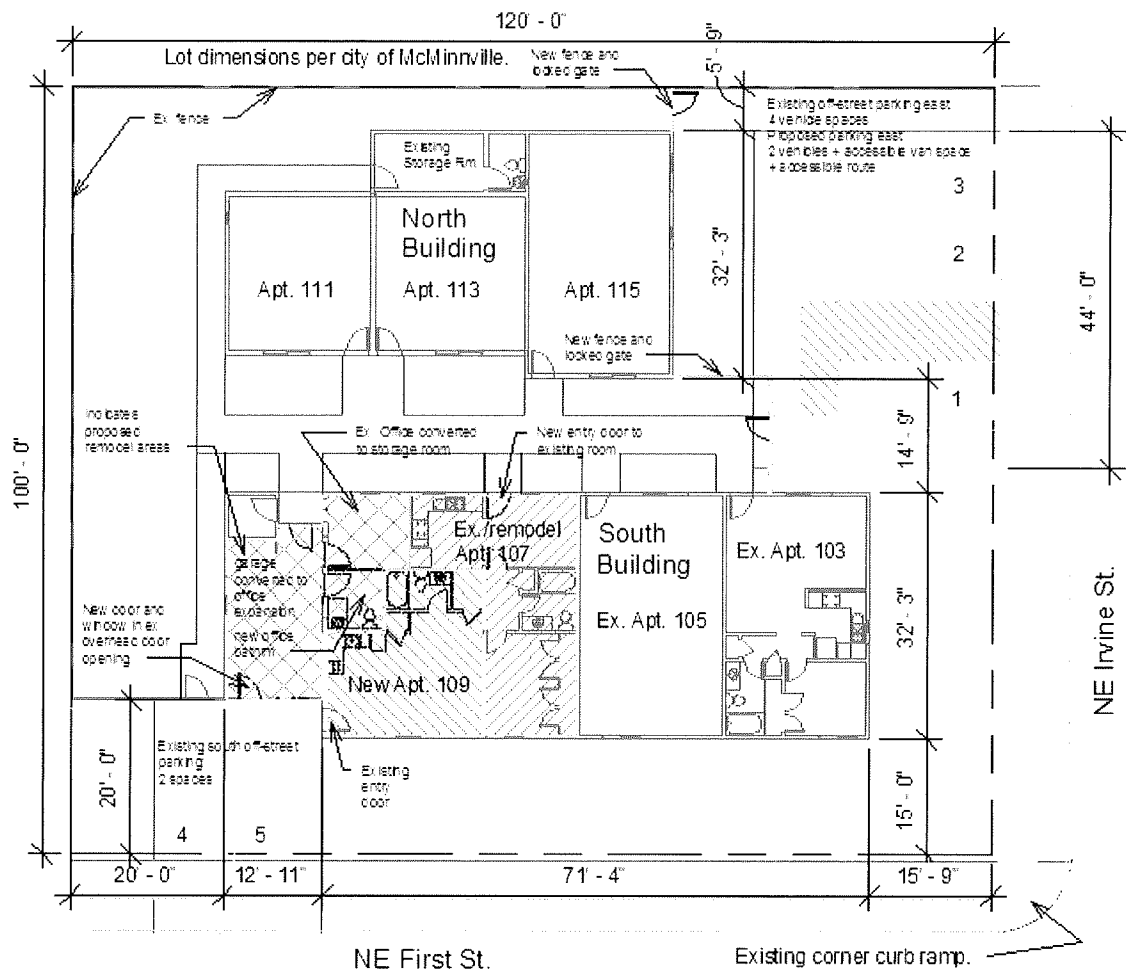 120' - 0"
Lot dimensions per city of McMinnville.
New fence and
locked gate
5' - 9"
Ex. fence
Existing off-street parking east
4 vehicle spaces
Proposed parking east
2 vehicles + accessible van space
+ accessible route
Existing
Storage Rm
3
North
Building
2
32' - 3"
Apt. 111
Apt. 113
Apt. 115
44' - 0"
New fence and
locked gate
1
Indicates
proposed
remodel areas
Ex. Office converted
to storage room
New entry door to
existing room
14' - 9"
100' - 0"
Ex./remodel
Apt. 107
South
Building
Ex. Apt. 103
garage
converted to
office
expansion
new office
bathrm
New door and
window in ex
overhead door
opening
Ex. Apt. 105
32' - 3"
New Apt. 109
NE Irvine St.
Existing south off-street
parking
2 spaces
20' - 0"
Existing
entry
door
15' - 0"
4
5
20' - 0"
12' - 11"
71' - 4"
15' - 9"
NE First St.
Existing corner curb ramp.